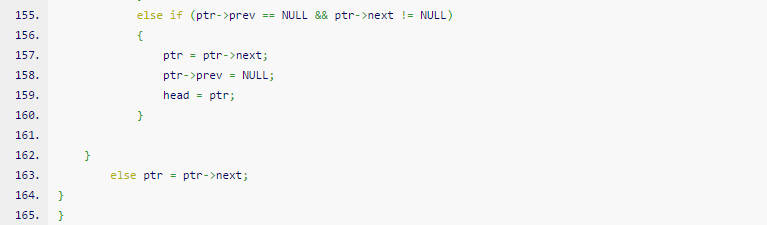 155. else if (ptr->prev == NULL && ptr->next != NULL)
156. {
157. ptr = ptr->next;
158. ptr->prev = NULL;
159. head = ptr;
160. }
161.
162. }
163. else ptr = ptr->next;
164. }
165. }